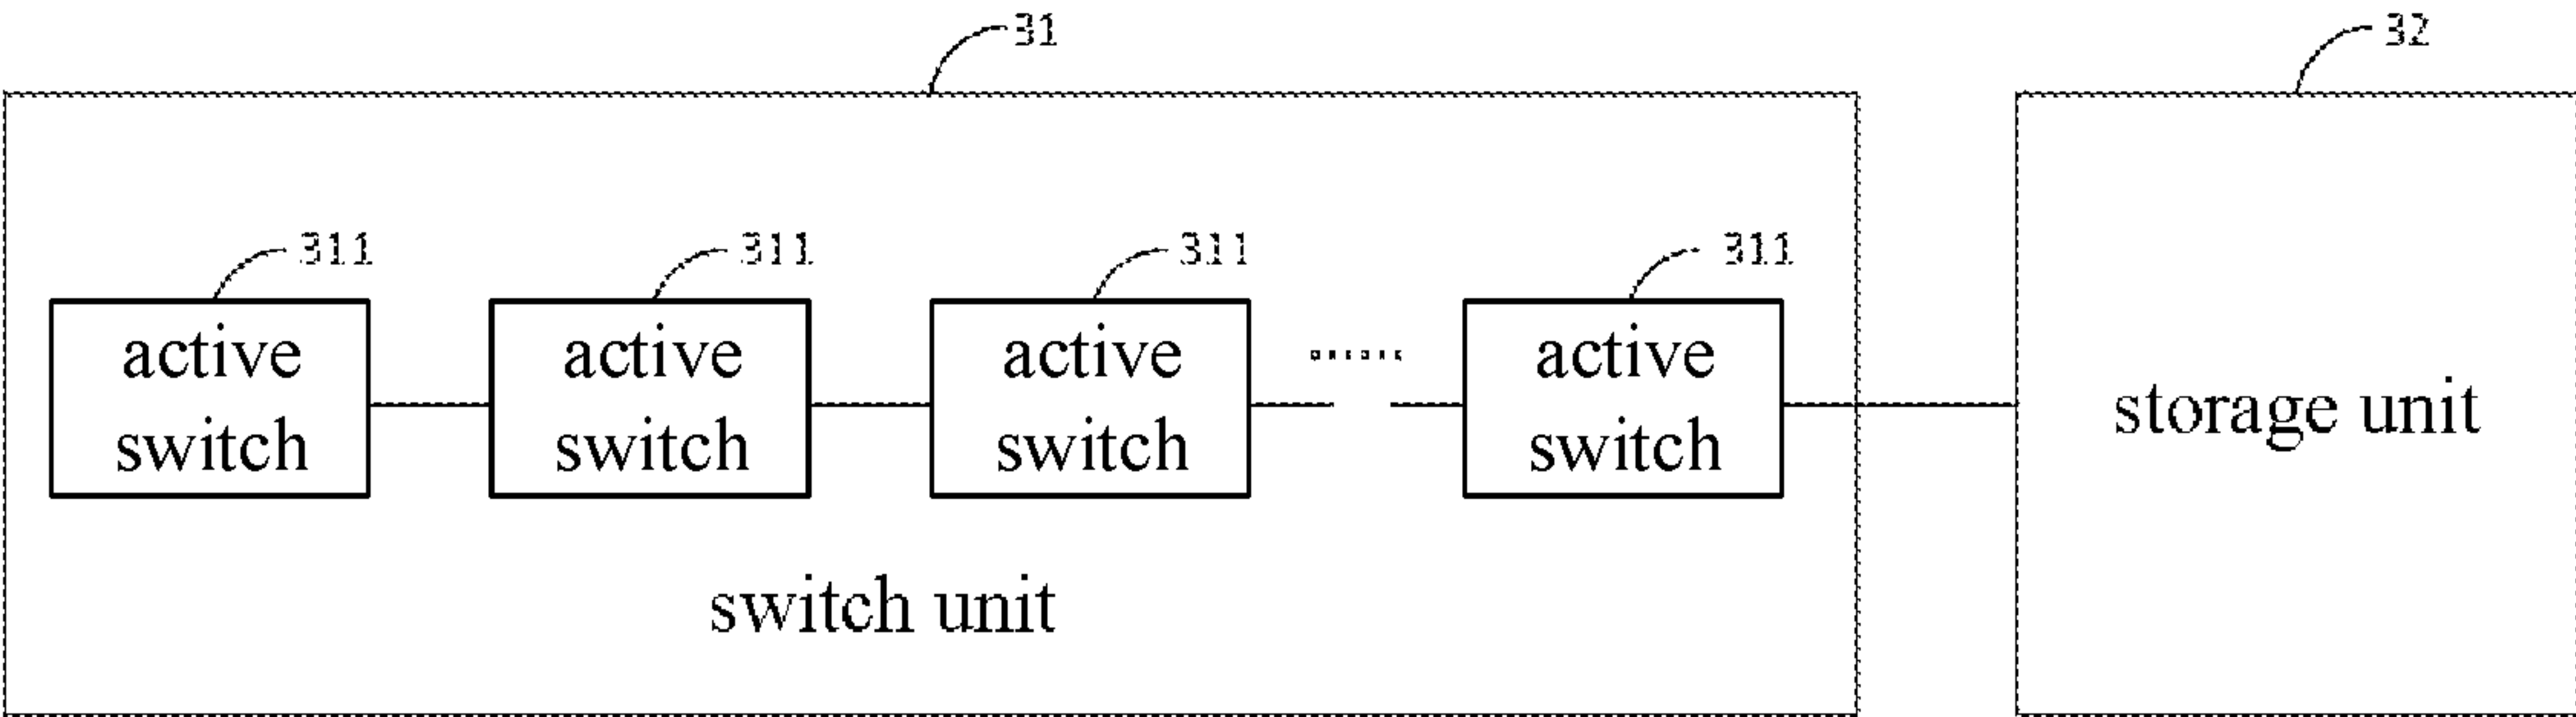 31
32
311
311
311
311
active
switch
active
switch
active
switch
......
active
switch
storage unit
switch unit